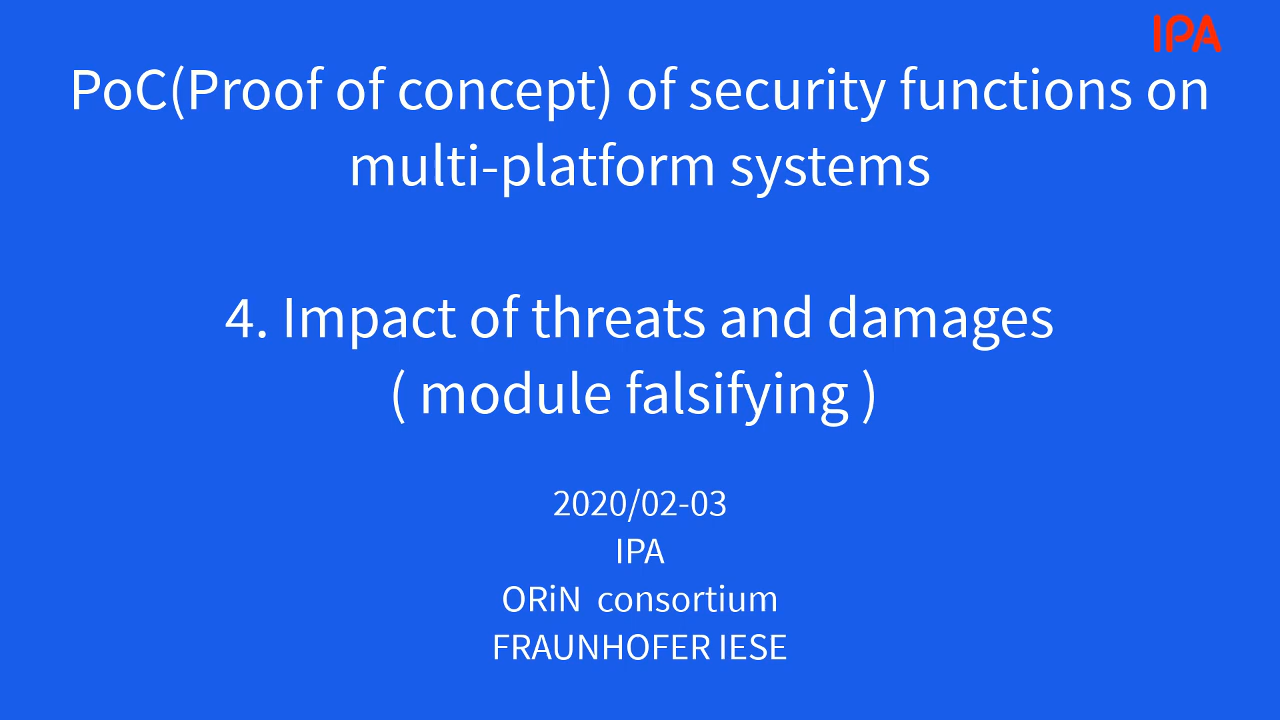 IPA
PoC(Proof of concept) of security functions on
multi-platform systems
4. Impact of threats and damages
( module falsifying )
2020/02-03
IPA
ORiN consortium
FRAUNHOFER IESE